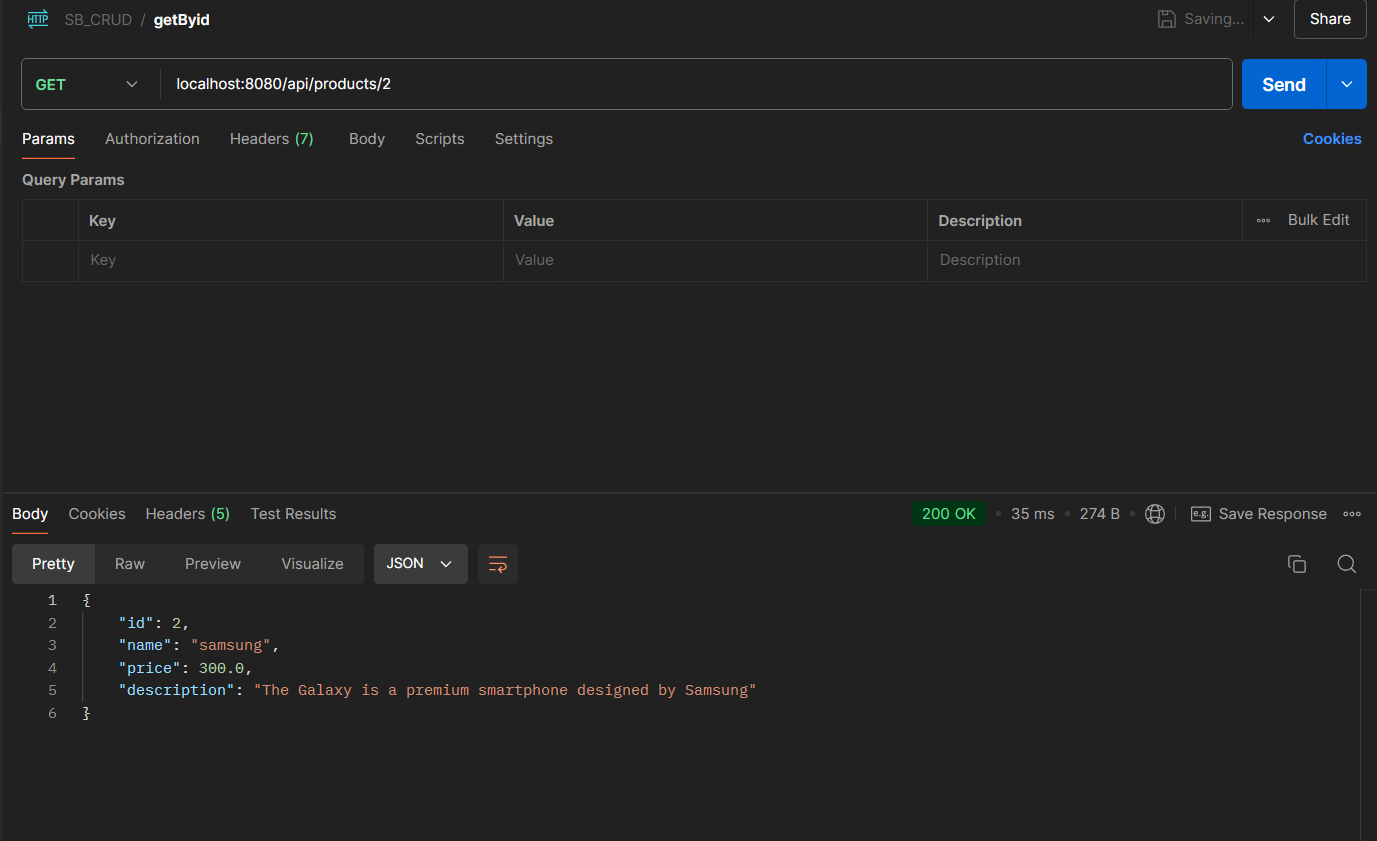 HTTP SB_CRUD / getByid Saving... Share
GET localhost:8080/api/products/2 Send
Params Authorization Headers (7) Body Scripts Settings Cookies
Query Params
Key Value Description Bulk Edit
Key Value Description
Body Cookies Headers (5) Test Results 200 OK • 35 ms • 274 B • e.g. Save Response
Pretty Raw Preview Visualize JSON
1 {
2 "id": 2,
3 "name": "samsung",
4 "price": 300.0,
5 "description": "The Galaxy is a premium smartphone designed by Samsung"
6 }